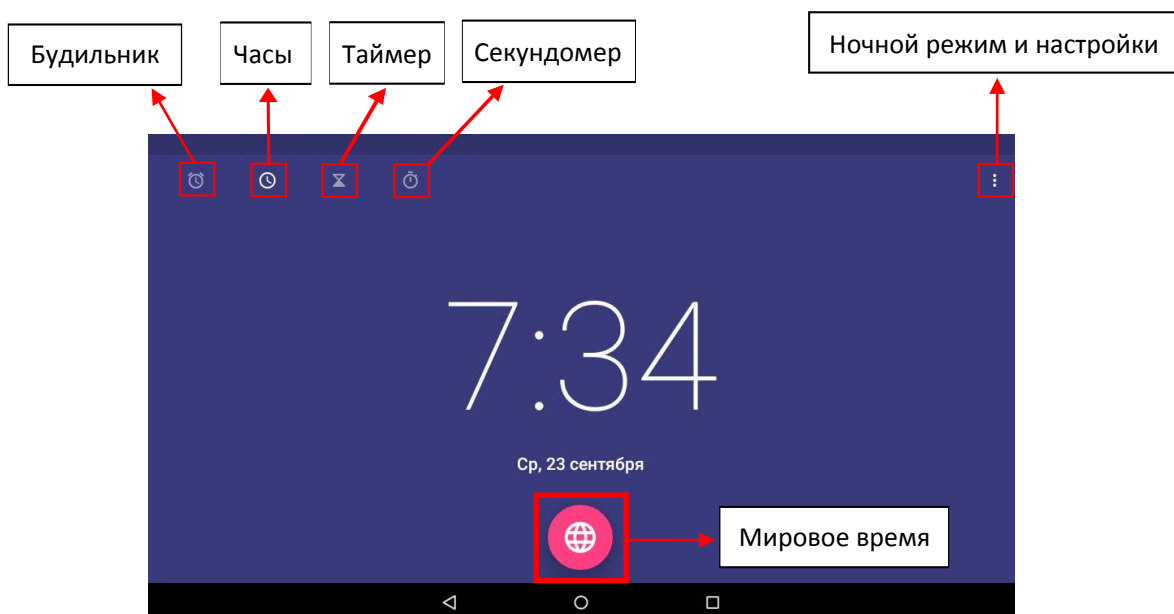 Будильник
Часы
Таймер
Секундомер
Ночной режим и настройки
7:34
Ср, 23 сентября
Мировое время